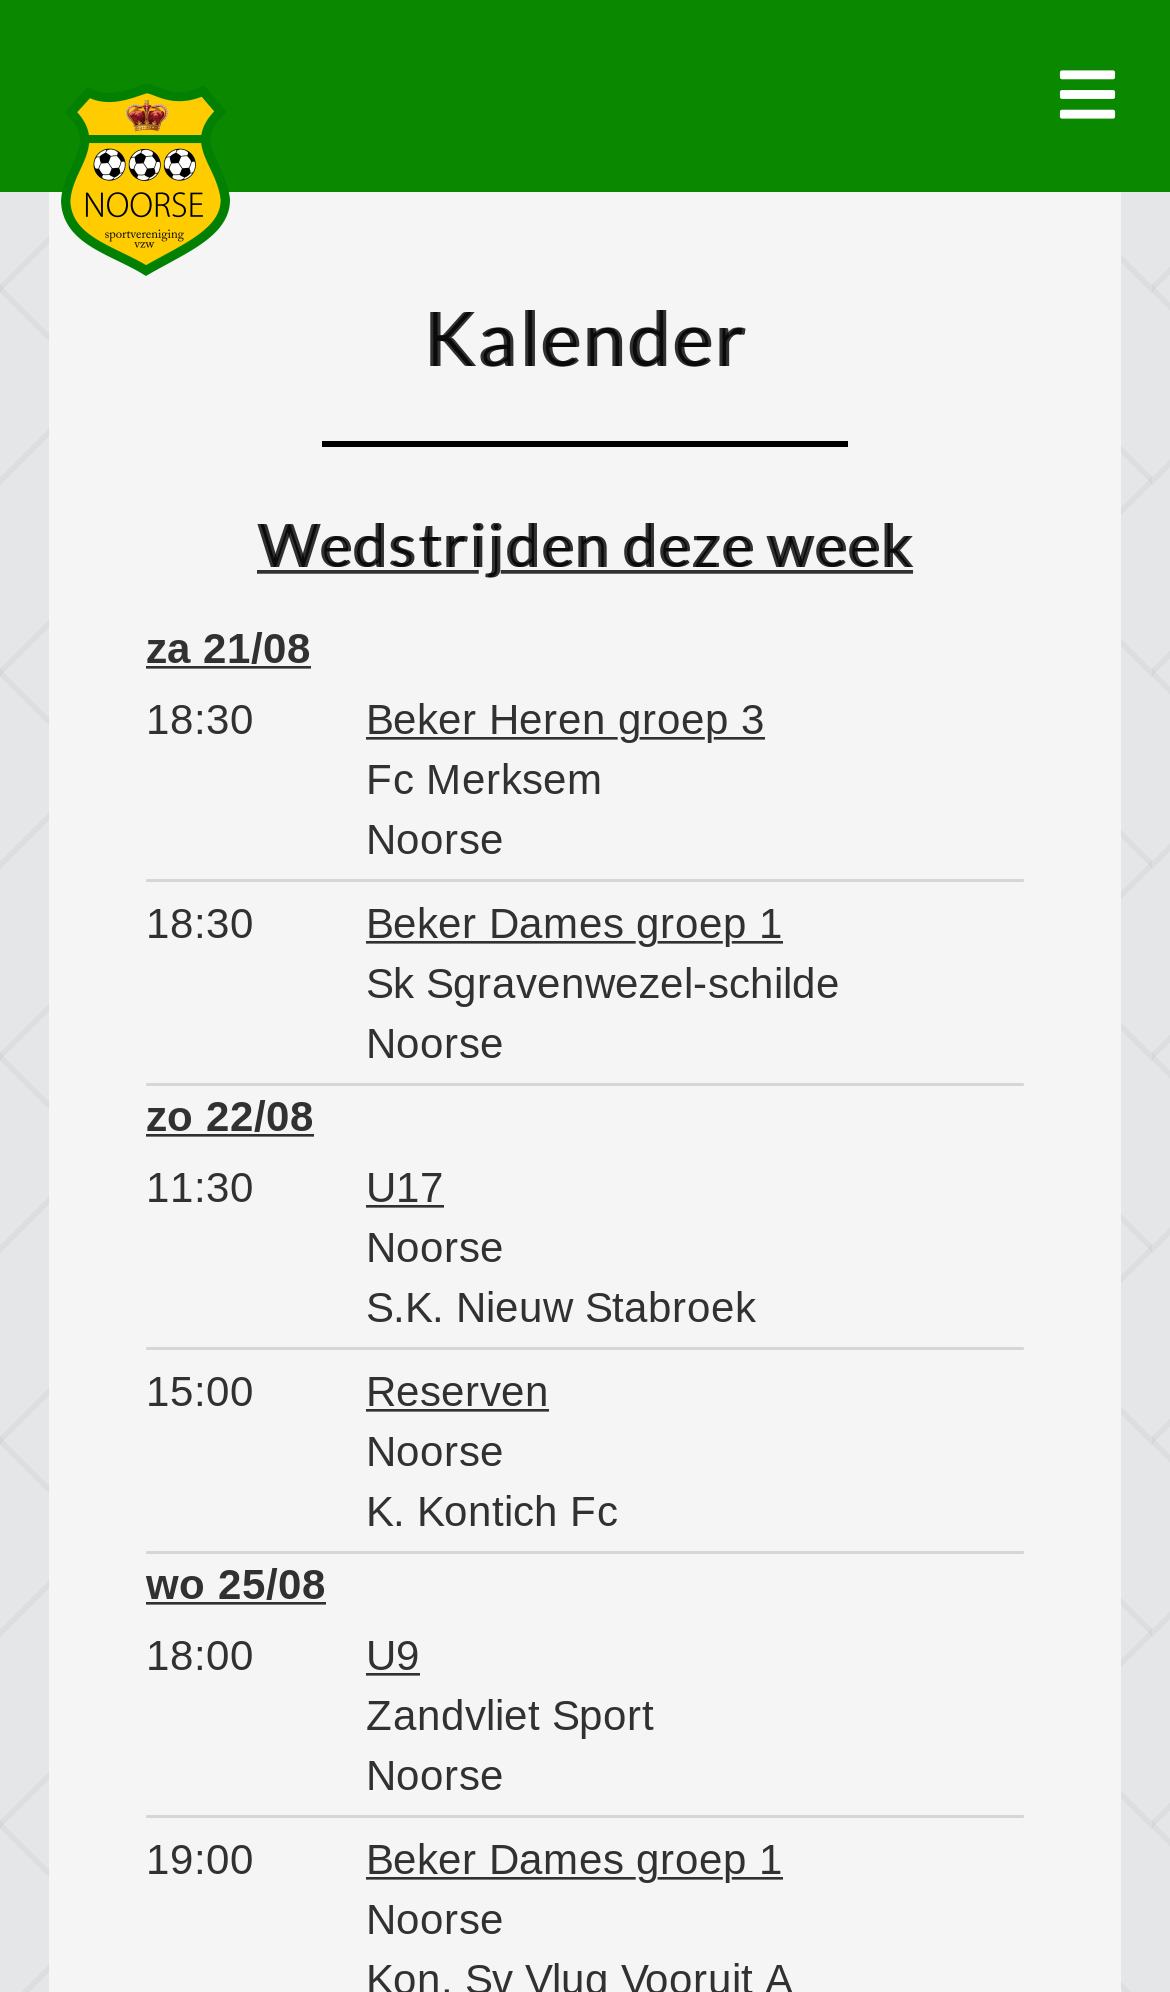 NOORSE
sportvereniging
vzw
Kalender
Wedstrijden deze week
za 21/08
18:30 Beker Heren groep 3
Fc Merksem
Noorse
18:30 Beker Dames groep 1
Sk Sgravenwezel-schilde
Noorse
zo 22/08
11:30 U17
Noorse
S.K. Nieuw Stabroek
15:00 Reserven
Noorse
K. Kontich Fc
wo 25/08
18:00 U9
Zandvliet Sport
Noorse
19:00 Beker Dames groep 1
Noorse
Kon. Sv Vlug Vooruit A